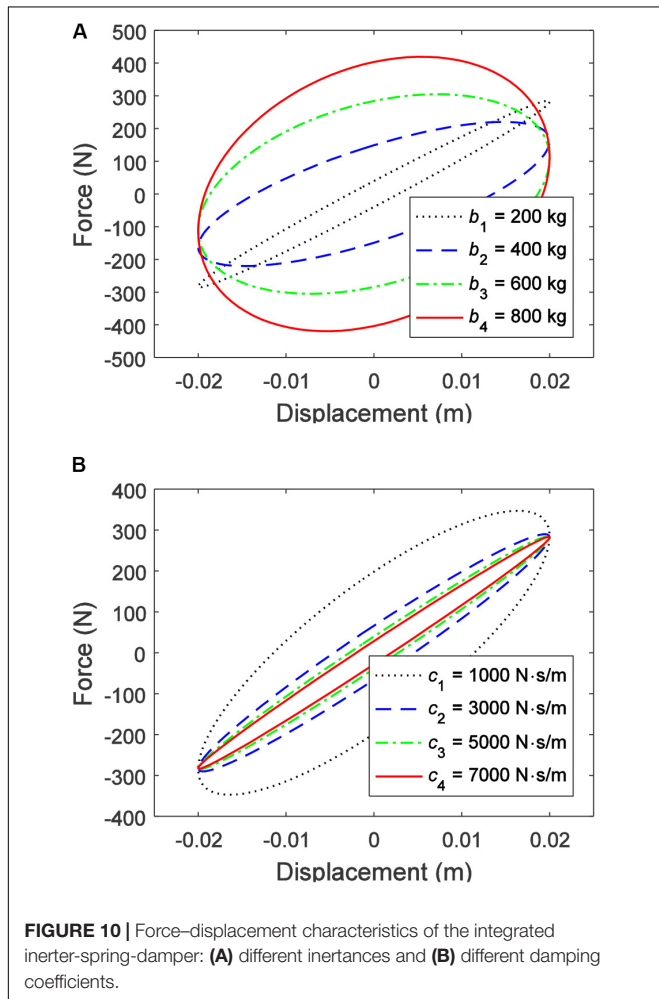 A
500
400
300
200
100
0
-100
-200
-300
-400
-500
Force (N)
b₁ = 200 kg
b₂ = 400 kg
b₃ = 600 kg
b₄ = 800 kg
-0.02 -0.01 0 0.01 0.02
Displacement (m)
B
400
300
200
100
0
-100
-200
-300
-400
Force (N)
c₁ = 1000 N·s/m
c₂ = 3000 N·s/m
c₃ = 5000 N·s/m
c₄ = 7000 N·s/m
-0.02 -0.01 0 0.01 0.02
Displacement (m)
FIGURE 10 | Force–displacement characteristics of the integrated
inerter-spring-damper: (A) different inertances and (B) different damping
coefficients.